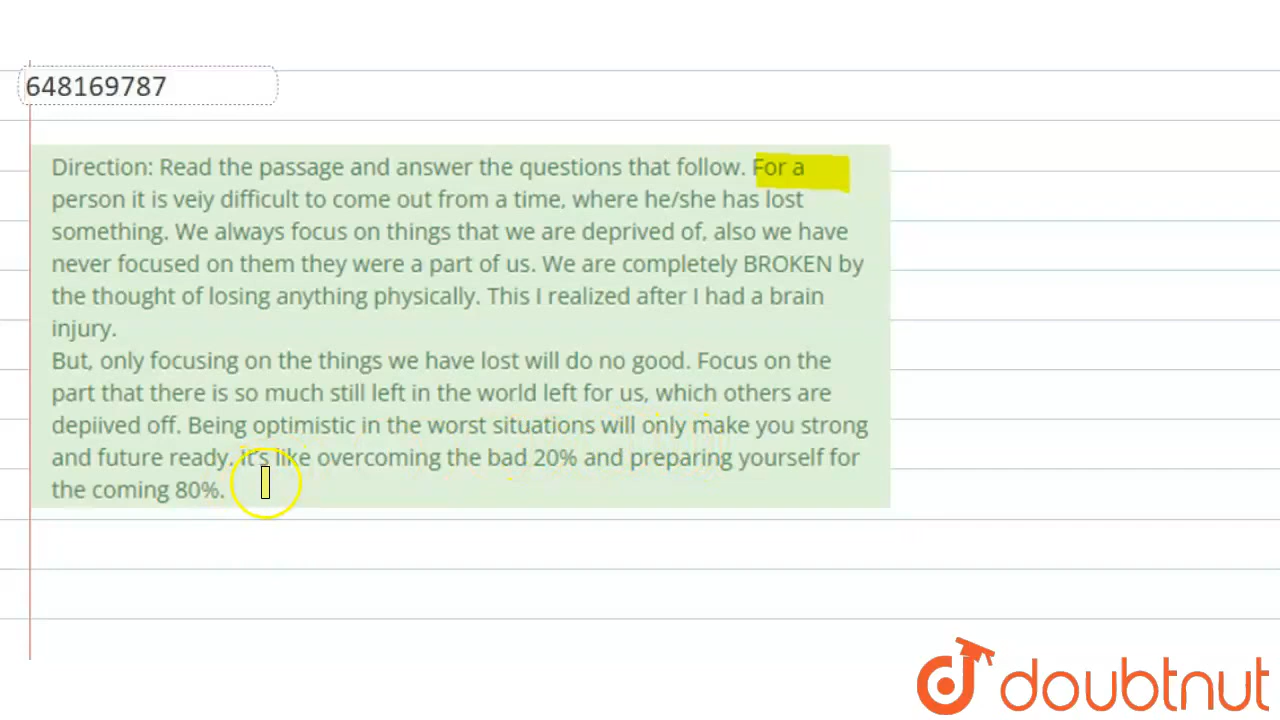 648169787
Direction: Read the passage and answer the questions that follow. For a
person it is veiy difficult to come out from a time, where he/she has lost
something. We always focus on things that we are deprived of, also we have
never focused on them they were a part of us. We are completely BROKEN by
the thought of losing anything physically. This I realized after I had a brain
injury.
But, only focusing on the things we have lost will do no good. Focus on the
part that there is so much still left in the world left for us, which others are
depiived off. Being optimistic in the worst situations will only make you strong
and future ready. It's like overcoming the bad 20% and preparing yourself for
the coming 80%.
doubtnut